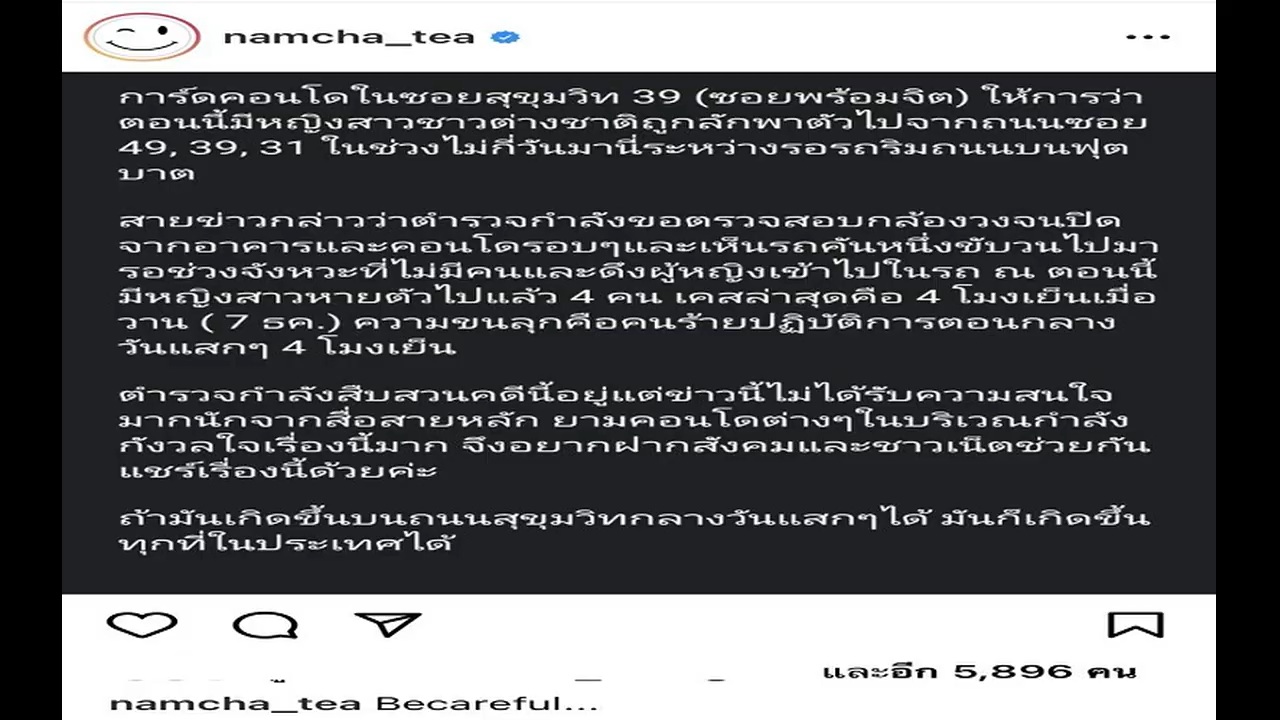 namcha_tea
การ์ดคอนโดในซอยสุขุมวิท 39 (ซอยพร้อมจิต) ให้การว่า
ตอนนี้มีหญิงสาวชาวต่างชาติถูกลักพาตัวไปจากถนนซอย
49, 39, 31 ในช่วงไม่กี่วันมานี่ระหว่างรอรถริมถนนบนฟุต
บาต
สายข่าวกล่าวว่าตำรวจกำลังขอตรวจสอบกล้องวงจนปิด
จากอาคารและคอนโดรอบๆและเห็นรถคันหนึ่งขับวนไปมา
รอช่วงจังหวะที่ไม่มีคนและดึงผู้หญิงเข้าไปในรถ ณ ตอนนี้
มีหญิงสาวหายตัวไปแล้ว 4 คน เคสล่าสุดคือ 4 โมงเย็นเมื่อ
วาน ( 7 ธค.) ความขนลุกคือคนร้ายปฏิบัติการตอนกลาง
วันแสกๆ 4 โมงเย็น
ตำรวจกำลังสืบสวนคดีนี้อยู่แต่ข่าวนี้ไม่ได้รับความสนใจ
มากนักจากสื่อสายหลัก ยามคอนโดต่างๆในบริเวณกำลัง
กังวลใจเรื่องนี้มาก จึงอยากฝากสังคมและชาวเน็ตช่วยกัน
แชร์เรื่องนี้ด้วยค่ะ
ถ้ามันเกิดขึ้นบนถนนสุขุมวิทกลางวันแสกๆได้ มันก็เกิดขึ้น
ทุกที่ในประเทศได้
และอีก 5,896 คน
namcha_tea Becareful...